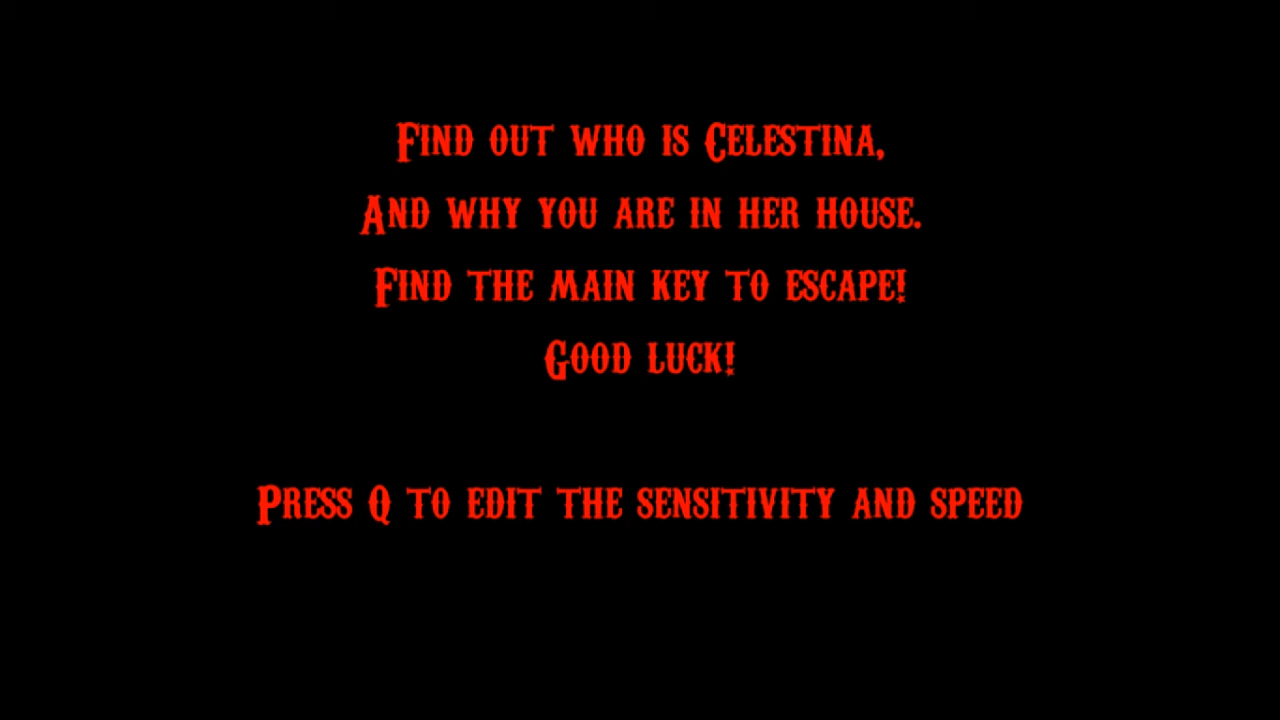 Find out who is Celestina,
And why you are in her house.
Find the main key to escape!
Good luck!
Press Q to edit the sensitivity and speed